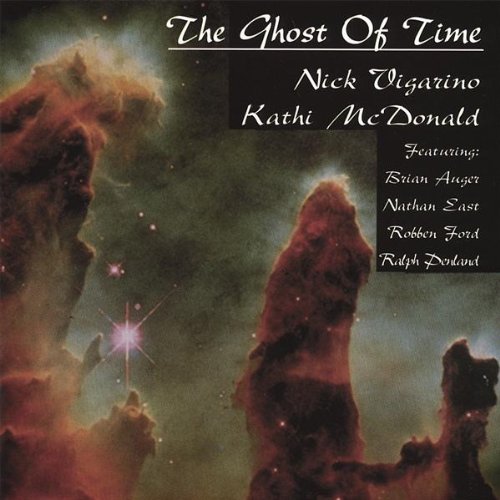 The Ghost Of Time
Nick Vigarino
Kathi McDonald
Featuring:
Brian Auger
Nathan East
Robben Ford
Ralph Penland